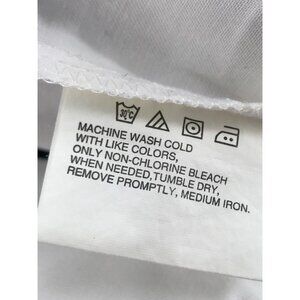 30°C
MACHINE WASH COLD
WITH LIKE COLORS,
ONLY NON-CHLORINE BLEACH
WHEN NEEDED,TUMBLE DRY,
REMOVE PROMPTLY, MEDIUM IRON.